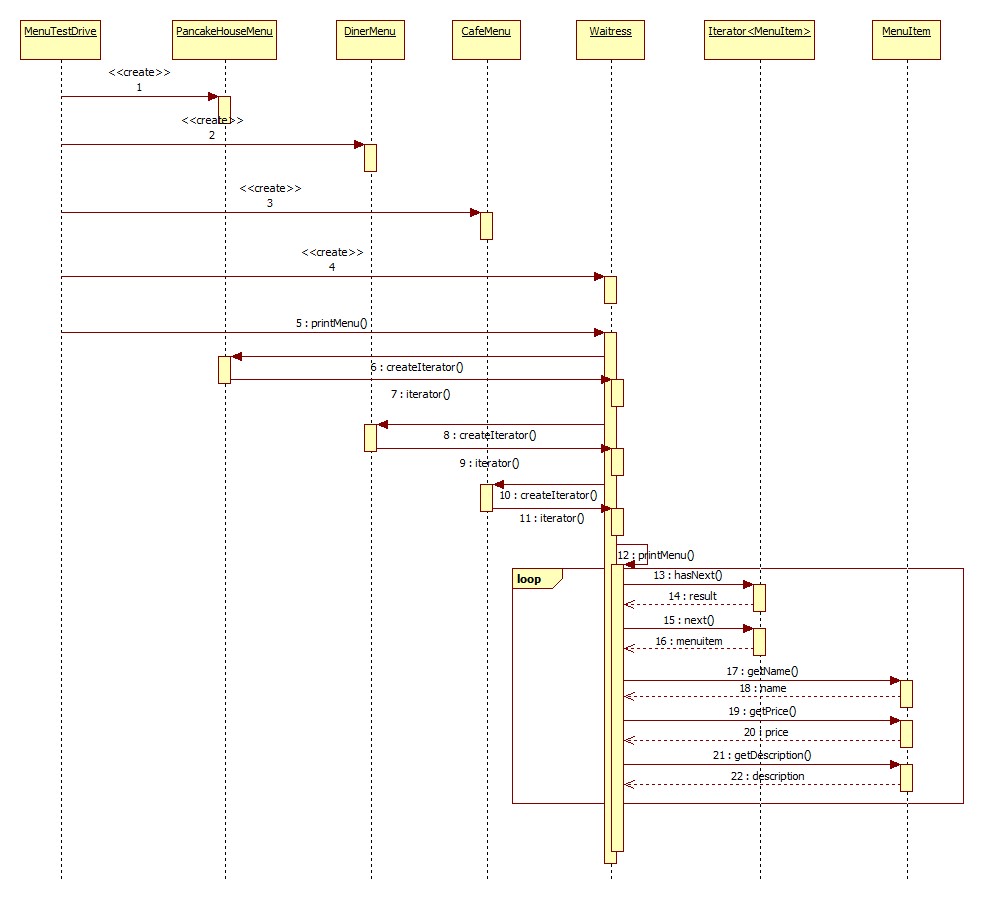 MenuTestDrive
PancakeHouseMenu
DinerMenu
CafeMenu
Waitress
Iterator<MenuItem>
MenuItem
<<create>>
1
<<create>>
2
<<create>>
3
<<create>>
4
5 : printMenu()
6 : createIterator()
7 : iterator()
8 : createIterator()
9 : iterator()
10 : createIterator()
11 : iterator()
12 : printMenu()
loop
13 : hasNext()
14 : result
15 : next()
16 : menuitem
17 : getName()
18 : name
19 : getPrice()
20 : price
21 : getDescription()
22 : description